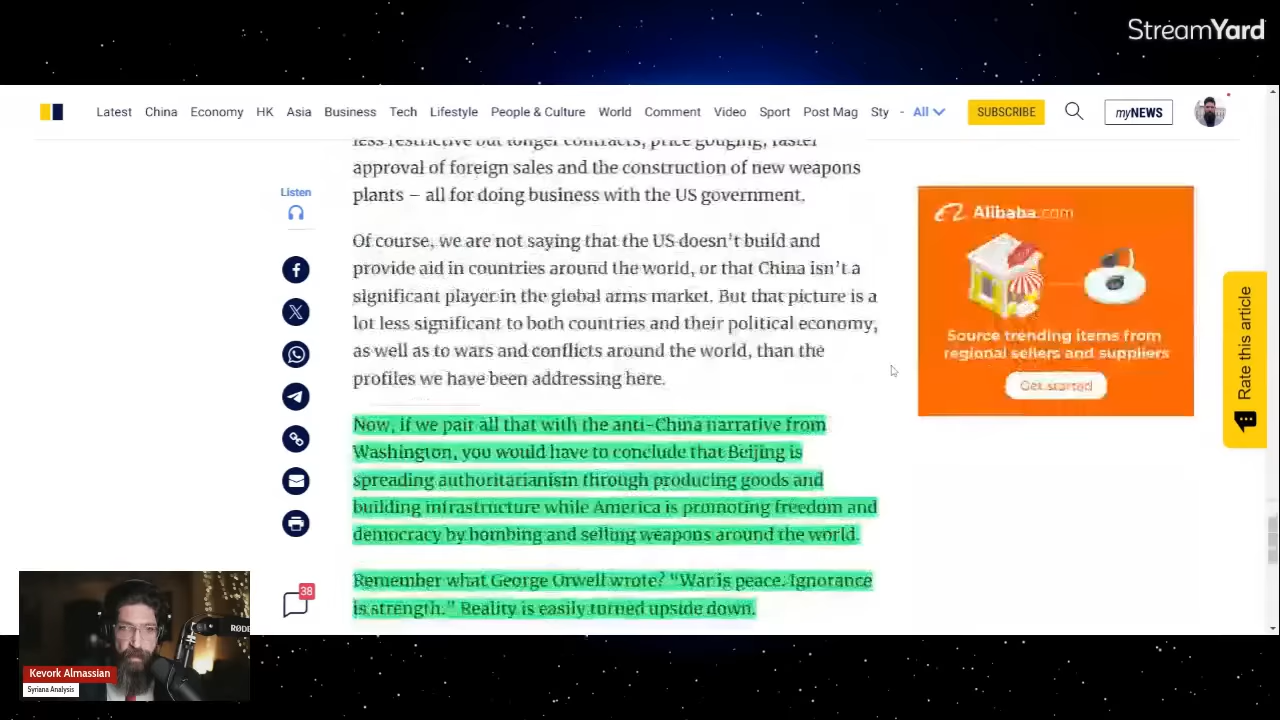 StreamYard
Latest China Economy HK Asia Business Tech Lifestyle People & Culture World Comment Video Sport Post Mag Sty - All SUBSCRIBE myNEWS
less restrictive but longer contracts, price gouging, faster
approval of foreign sales and the construction of new weapons
plants – all for doing business with the US government.
Listen
Of course, we are not saying that the US doesn’t build and
provide aid in countries around the world, or that China isn’t a
significant player in the global arms market. But that picture is a
lot less significant to both countries and their political economy,
as well as to wars and conflicts around the world, than the
profiles we have been addressing here.
Now, if we pair all that with the anti-China narrative from
Washington, you would have to conclude that Beijing is
spreading authoritarianism through producing goods and
building infrastructure while America is promoting freedom and
democracy by bombing and selling weapons around the world.
Remember what George Orwell wrote? “War is peace. Ignorance
is strength.” Reality is easily turned upside down.
38
Alibaba.com
Source trending items from
regional sellers and suppliers
Get started
Rate this article
RØDE
Kevork Almassian
Syriana Analysis